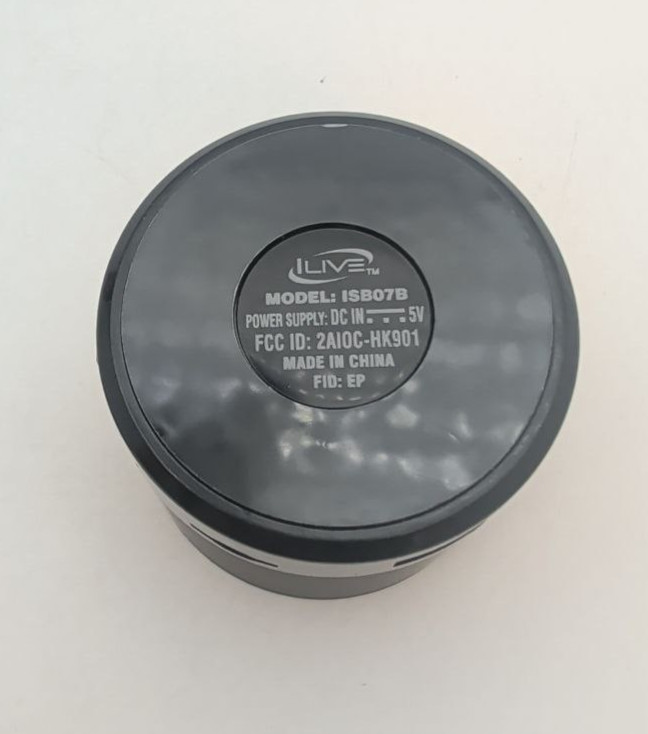 iLIVE™
MODEL: ISB07B
POWER SUPPLY: DC IN ⎓ 5V
FCC ID: 2AIOC-HK901
MADE IN CHINA
FID: EP